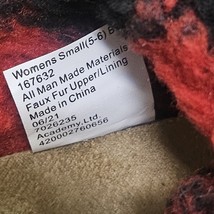 Womens Small(5-6) B
167632
All Man Made Materials
Faux Fur Upper/Lining
Made in China
06/21
7026235
Academy.Ltd.
420002760656